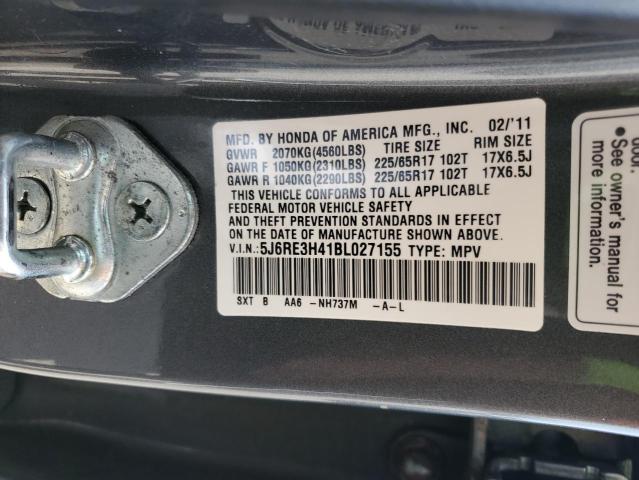 MFD. BY HONDA OF AMERICA MFG., INC. 02/'11
GVWR 2070KG(4560LBS) TIRE SIZE RIM SIZE
GAWR F 1050KG(2310LBS) 225/65R17 102T 17X6.5J
GAWR R 1040KG(2290LBS) 225/65R17 102T 17X6.5J
THIS VEHICLE CONFORMS TO ALL APPLICABLE
FEDERAL MOTOR VEHICLE SAFETY
AND THEFT PREVENTION STANDARDS IN EFFECT
ON THE DATE OF MANUFACTURE SHOWN ABOVE.
V.I.N.:5J6RE3H41BL027155 TYPE: MPV
SXT B AA6 -NH737M -A-L
• See owner's manual for
more information.